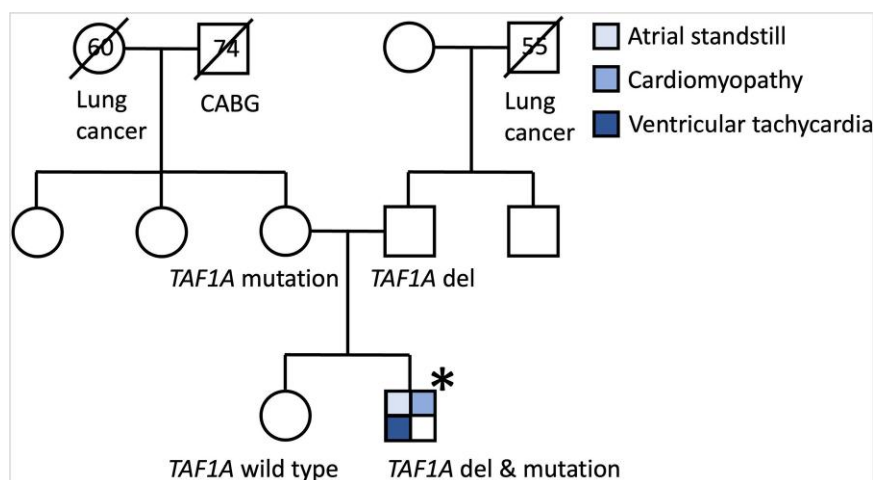 60
74
55
Atrial standstill
Cardiomyopathy
Ventricular tachycardia
Lung
cancer
CABG
Lung
cancer
TAF1A mutation
TAF1A del
*
TAF1A wild type
TAF1A del & mutation